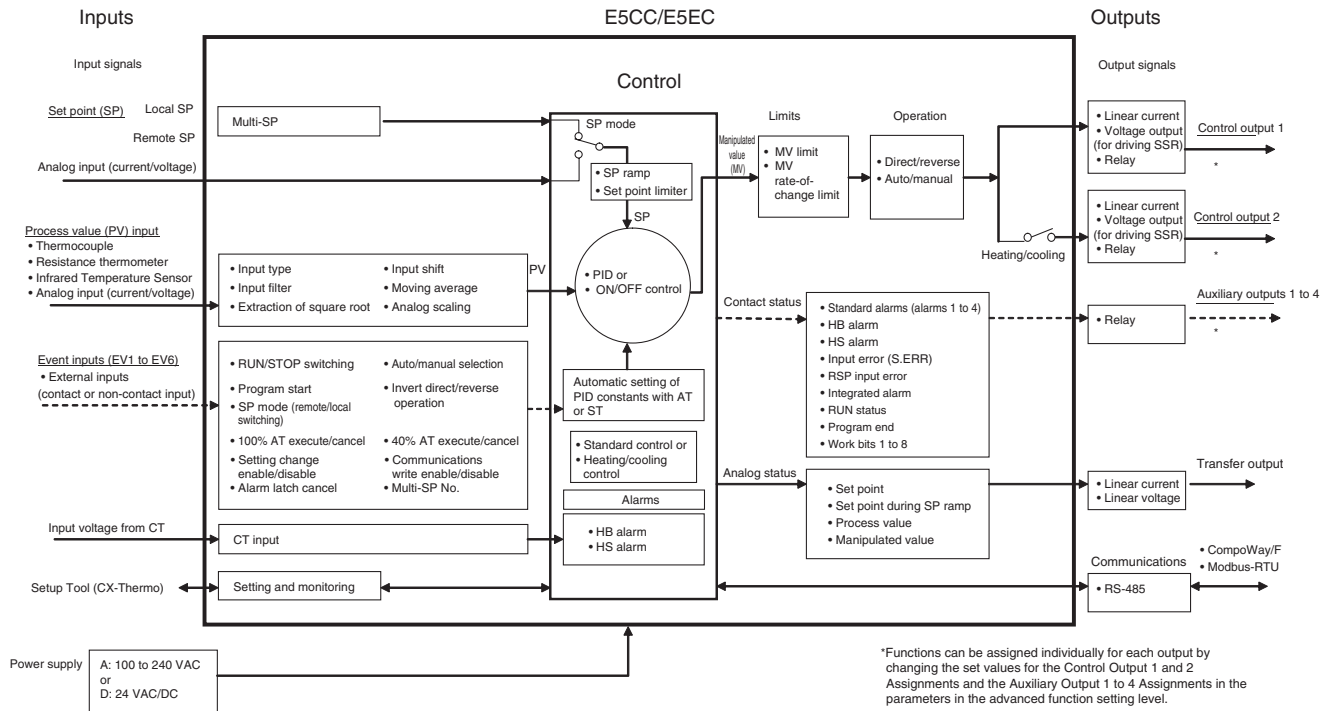 Inputs
E5CC/E5EC
Outputs
Input signals
Output signals
Control
Set point (SP)
Local SP
Remote SP
Multi-SP
Analog input (current/voltage)
SP mode
• SP ramp
• Set point limiter
SP
Manipulated
value
(MV)
Limits
• MV limit
• MV
rate-of-
change limit
Operation
• Direct/reverse
• Auto/manual
Heating/cooling
• Linear current
• Voltage output
(for driving SSR)
• Relay
Control output 1
*
• Linear current
• Voltage output
(for driving SSR)
• Relay
Control output 2
*
Process value (PV) input
• Thermocouple
• Resistance thermometer
• Infrared Temperature Sensor
• Analog input (current/voltage)
• Input type
• Input filter
• Extraction of square root
• Input shift
• Moving average
• Analog scaling
PV
• PID or
• ON/OFF control
Contact status
• Standard alarms (alarms 1 to 4)
• HB alarm
• HS alarm
• Input error (S.ERR)
• RSP input error
• Integrated alarm
• RUN status
• Program end
• Work bits 1 to 8
• Relay
Auxiliary outputs 1 to 4
*
Event inputs (EV1 to EV6)
• External inputs
(contact or non-contact input)
• RUN/STOP switching
• Program start
• SP mode (remote/local
switching)
• 100% AT execute/cancel
• Setting change
enable/disable
• Alarm latch cancel
• Auto/manual selection
• Invert direct/reverse
operation
• 40% AT execute/cancel
• Communications
write enable/disable
• Multi-SP No.
Automatic setting of
PID constants with AT
or ST
• Standard control or
• Heating/cooling
control
Alarms
• HB alarm
• HS alarm
Analog status
• Set point
• Set point during SP ramp
• Process value
• Manipulated value
• Linear current
• Linear voltage
Transfer output
Input voltage from CT
CT input
Setup Tool (CX-Thermo)
Setting and monitoring
Communications
• RS-485
• CompoWay/F
• Modbus-RTU
Power supply
A: 100 to 240 VAC
or
D: 24 VAC/DC
*Functions can be assigned individually for each output by
changing the set values for the Control Output 1 and 2
Assignments and the Auxiliary Output 1 to 4 Assignments in the
parameters in the advanced function setting level.